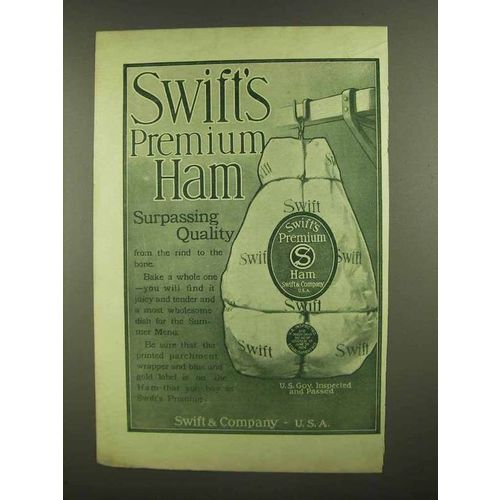 Swift's
Premium
Ham
Surpassing
Quality
from the rind to the
bone.
Bake a whole one
—you will find it
juicy and tender and
a most wholesome
dish for the Sum-
mer Menu.
Be sure that the
printed parchment
wrapper and blue and
gold label is on the
Ham that you buy as
Swift's Premium.
Swift
Swift's
Premium
S
Ham
Swift & Company
U.S.A.
Swift
Swift
Swift
Swift
U.S. Gov. Inspected
and Passed
Swift & Company - U.S.A.